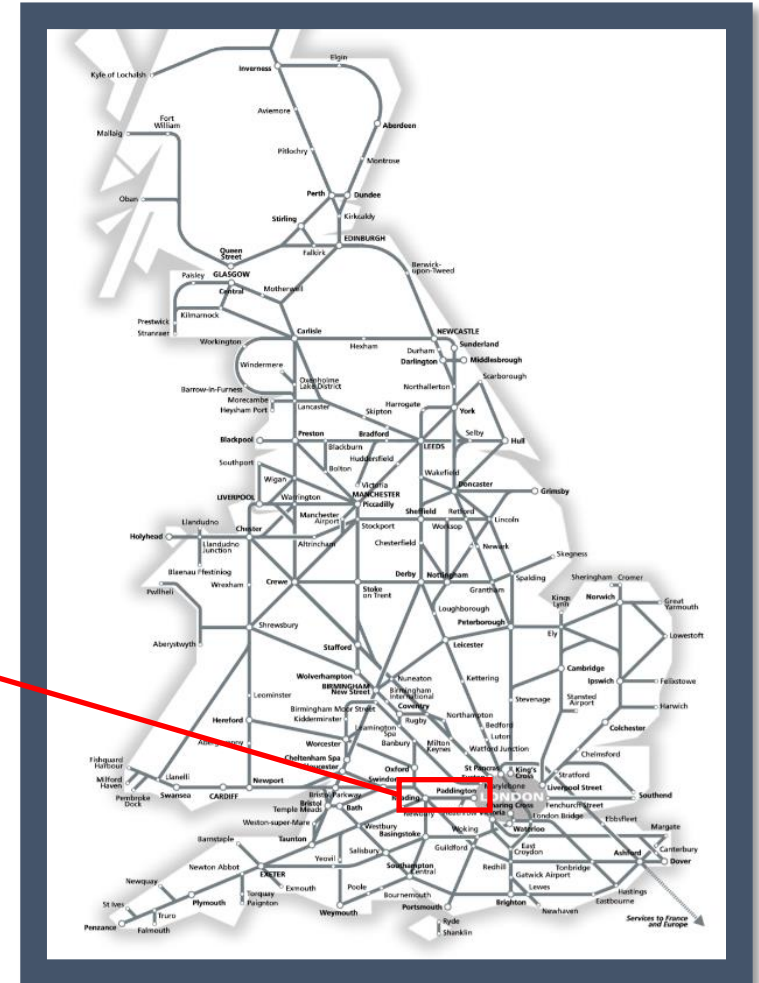 Elgin
Inverness
Kyle of Lochalsh
Aviemore
Fort
William
Mallaig
Aberdeen
Pitlochry
Montrose
Perth
Dundee
Oban
Stirling
Kirkcaldy
EDINBURGH
Queen
Street
Falkirk
Berwick-
upon-Tweed
Paisley
GLASGOW
Central
Motherwell
Prestwick
Kilmarnock
Stranraer
Carlisle
NEWCASTLE
Workington
Hexham
Sunderland
Durham
Darlington
Middlesbrough
Windermere
Scarborough
Oxenholme
Lake District
Barrow-in-Furness
Northallerton
Morecambe
Heysham Port
Lancaster
Harrogate
Skipton
York
Blackpool
Preston
Bradford
Selby
Hull
Blackburn
LEEDS
Southport
Huddersfield
Bolton
Wakefield
Wigan
Victoria
Doncaster
Grimsby
LIVERPOOL
Warrington
MANCHESTER
Piccadilly
Manchester
Airport
Sheffield
Retford
Llandudno
Stockport
Worksop
Lincoln
Holyhead
Chester
Llandudno
Junction
Altrincham
Chesterfield
Newark
Skegness
Blaenau Ffestiniog
Pwllheli
Wrexham
Crewe
Stoke
on Trent
Derby
Nottingham
Grantham
Spalding
Sheringham
Cromer
Kings
Lynn
Norwich
Great
Yarmouth
Loughborough
Shrewsbury
Peterborough
Aberystwyth
Ely
Lowestoft
Stafford
Leicester
Wolverhampton
Cambridge
BIRMINGHAM
New Street
Nuneaton
Kettering
Ipswich
Felixstowe
Birmingham
International
Leominster
Stevenage
Stansted
Airport
Harwich
Birmingham Moor Street
Coventry
Kidderminster
Hereford
Rugby
Northampton
Colchester
Leamington
Spa
Bedford
Worcester
Abergavenny
Banbury
Milton
Keynes
Luton
Chelmsford
Cheltenham Spa
Gloucester
Watford Junction
Fishguard
Harbour
Oxford
St Pancras
King's
Cross
Stratford
Milford
Haven
Llanelli
Newport
Swindon
Euston
Marylebone
Liverpool Street
Pembroke
Dock
Swansea
CARDIFF
Bristol Parkway
Reading
Paddington
LONDON
Southend
Bristol
Temple Meads
Bath
Newbury
Heathrow
Victoria
Charing Cross
Fenchurch Street
London Bridge
Ebbsfleet
Weston-super-Mare
Westbury
Basingstoke
Woking
Waterloo
Margate
Barnstaple
Taunton
Salisbury
Guildford
East
Croydon
Canterbury
Newton Abbot
Yeovil
Redhill
Tonbridge
Ashford
Dover
EXETER
Southampton
Central
Gatwick Airport
Newquay
Exmouth
Poole
Lewes
Hastings
St Ives
Plymouth
Torquay
Paignton
Bournemouth
Eastbourne
Truro
Weymouth
Portsmouth
Brighton
Newhaven
Penzance
Falmouth
Ryde
Shanklin
Services to France
and Europe